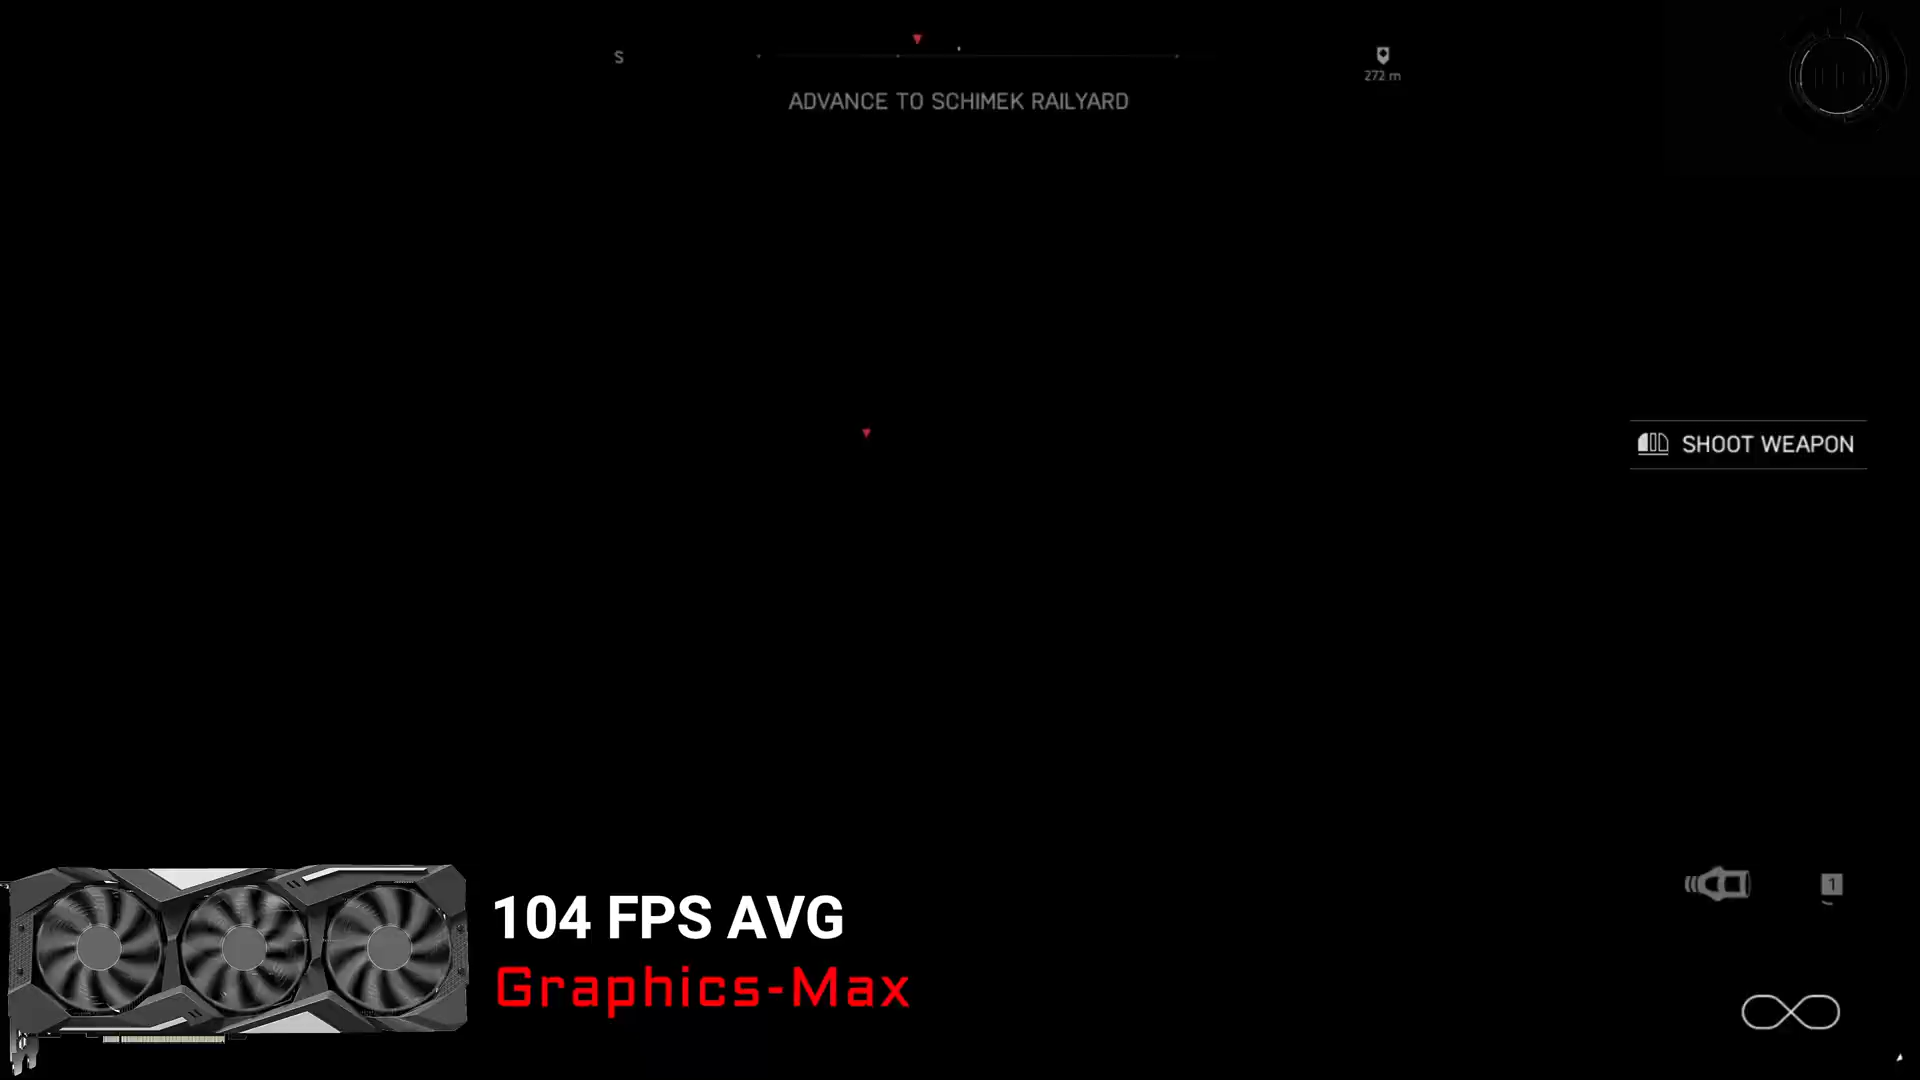 S
272 m
ADVANCE TO SCHIMEK RAILYARD
SHOOT WEAPON
1
104 FPS AVG
Graphics-Max